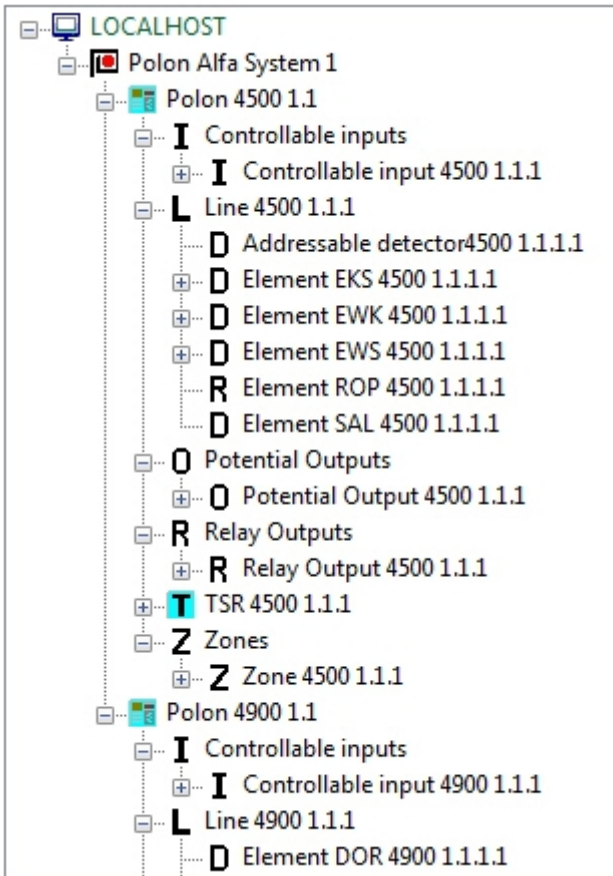 LOCALHOST
Polon Alfa System 1
Polon 4500 1.1
I Controllable inputs
I Controllable input 4500 1.1.1
L Line 4500 1.1.1
D Addressable detector4500 1.1.1.1
D Element EKS 4500 1.1.1.1
D Element EWK 4500 1.1.1.1
D Element EWS 4500 1.1.1.1
R Element ROP 4500 1.1.1.1
D Element SAL 4500 1.1.1.1
O Potential Outputs
O Potential Output 4500 1.1.1
R Relay Outputs
R Relay Output 4500 1.1.1
T TSR 4500 1.1.1
Z Zones
Z Zone 4500 1.1.1
Polon 4900 1.1
I Controllable inputs
I Controllable input 4900 1.1.1
L Line 4900 1.1.1
D Element DOR 4900 1.1.1.1